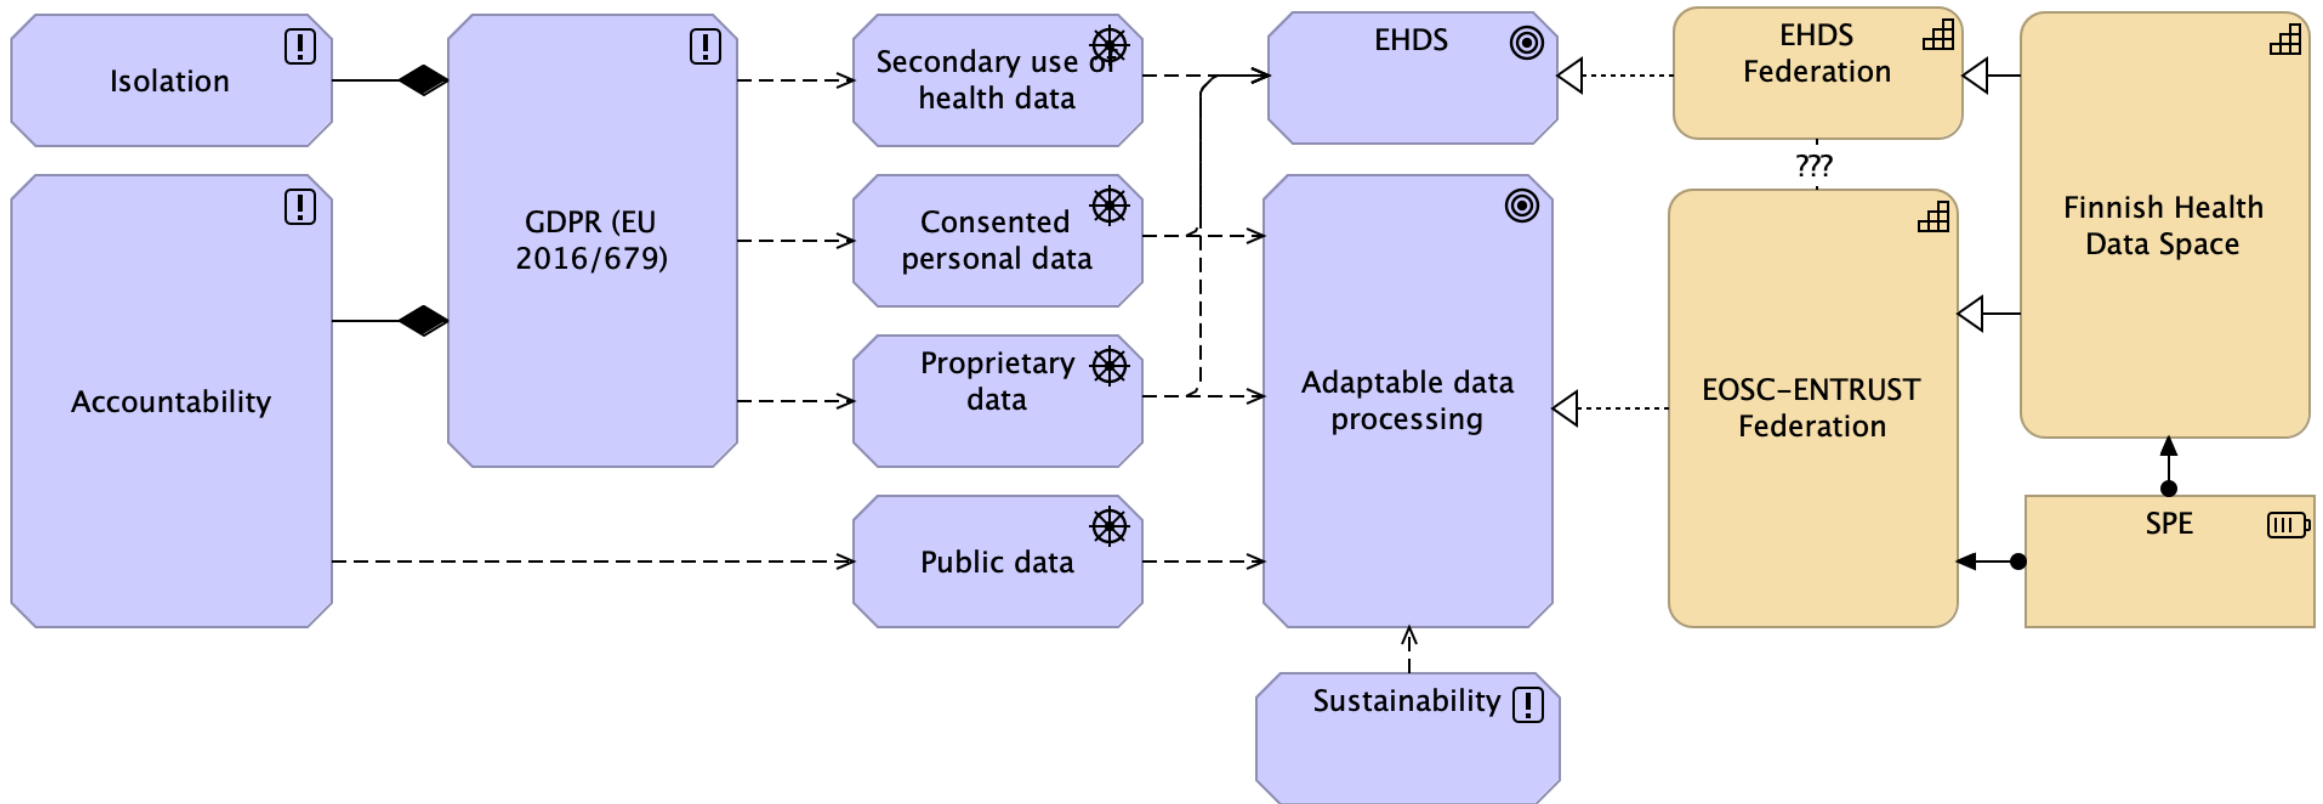 Isolation
Accountability
GDPR (EU
2016/679)
Secondary use of
health data
Consented
personal data
Proprietary
data
Public data
EHDS
Adaptable data
processing
Sustainability
EHDS
Federation
???
EOSC-ENTRUST
Federation
Finnish Health
Data Space
SPE